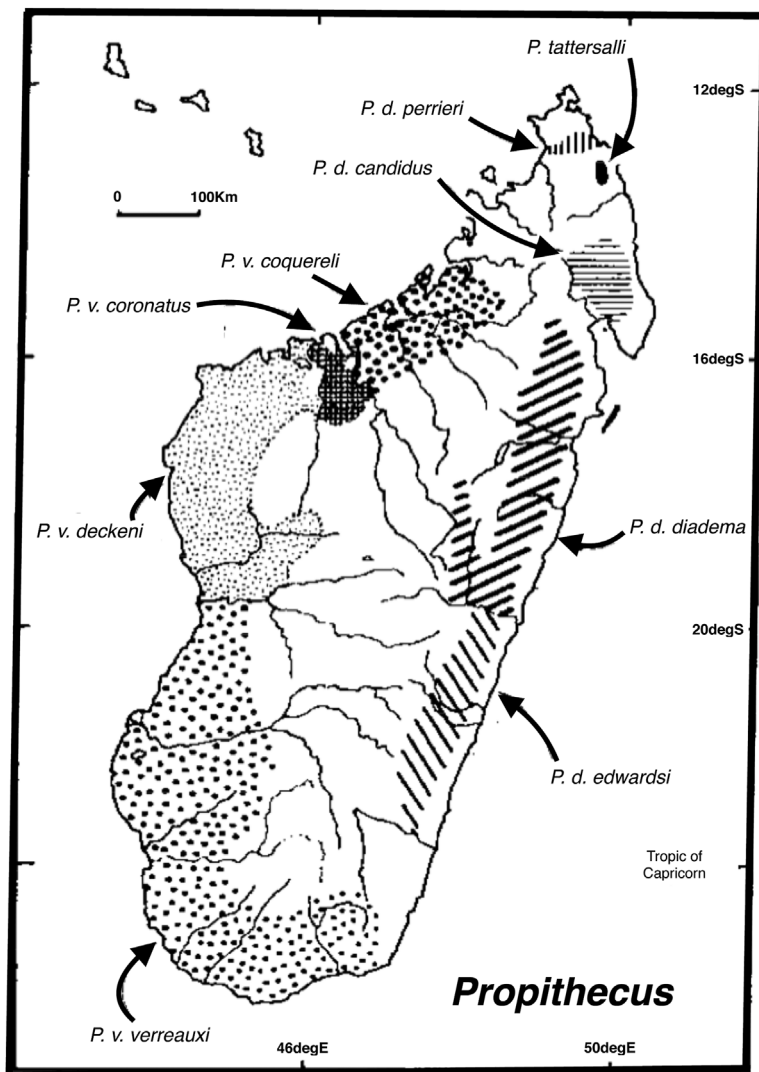 P. tattersalli
12degS
P. d. perrieri
P. d. candidus
0 100Km
P. v. coquereli
P. v. coronatus
16degS
P. v. deckeni
P. d. diadema
20degS
P. d. edwardsi
Tropic of
Capricorn
Propithecus
P. v. verreauxi
46degE 50degE